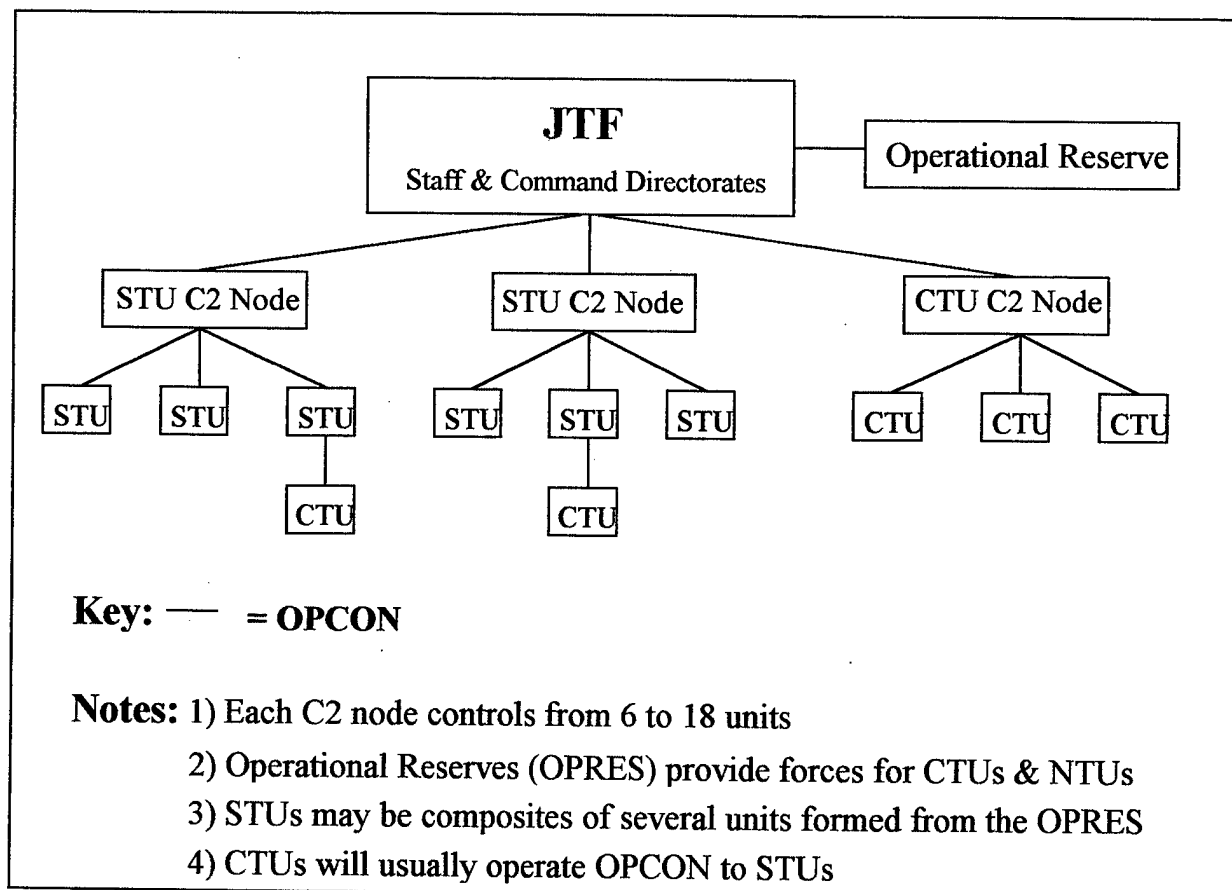 JTF
Staff & Command Directorates
Operational Reserve
STU C2 Node
STU C2 Node
CTU C2 Node
STU
STU
STU
STU
STU
STU
CTU
CTU
CTU
CTU
CTU
Key: — = OPCON
Notes: 1) Each C2 node controls from 6 to 18 units
2) Operational Reserves (OPRES) provide forces for CTUs & NTUs
3) STUs may be composites of several units formed from the OPRES
4) CTUs will usually operate OPCON to STUs